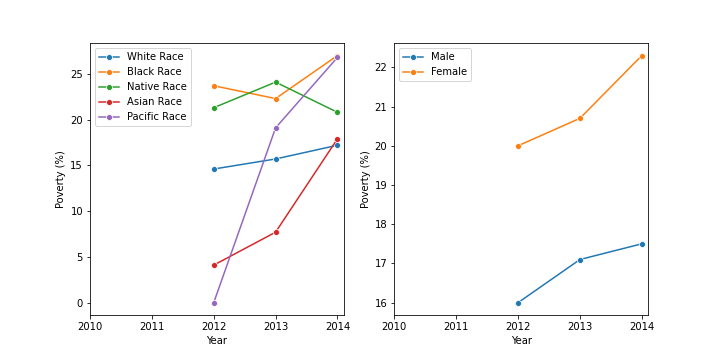 White Race
Black Race
Native Race
Asian Race
Pacific Race
25
20
15
10
5
0
Poverty (%)
2010 2011 2012 2013 2014
Year
Male
Female
22
21
20
19
18
17
16
Poverty (%)
2010 2011 2012 2013 2014
Year